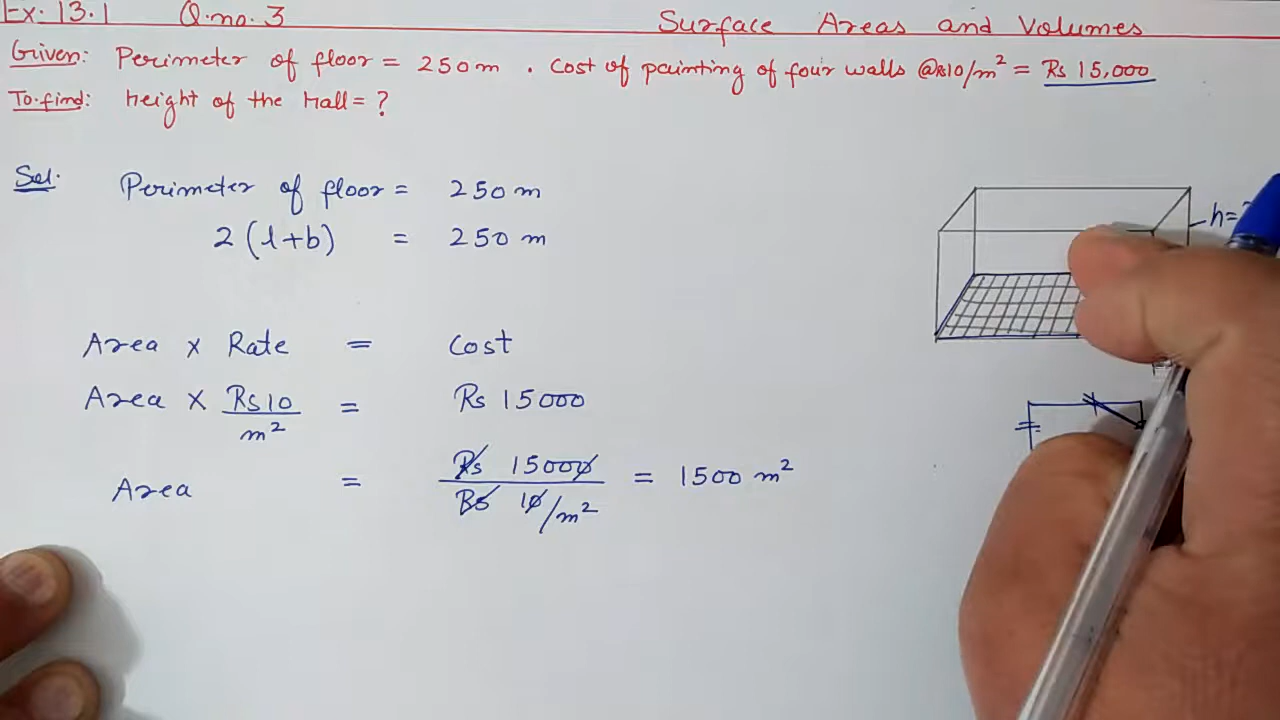 Ex. 13.1 Q.no. 3 Surface Areas and Volumes
Given: Perimeter of floor = 250 m . Cost of painting of four walls @Rs10/m² = Rs 15,000
To find: Height of the Hall = ?
Sol. Perimeter of floor = 250 m
2 (l+b) = 250 m
h=?
Area × Rate = Cost
Area × Rs 10/m² = Rs 15000
Area = Rs 15000 / Rs 10/m² = 1500 m²